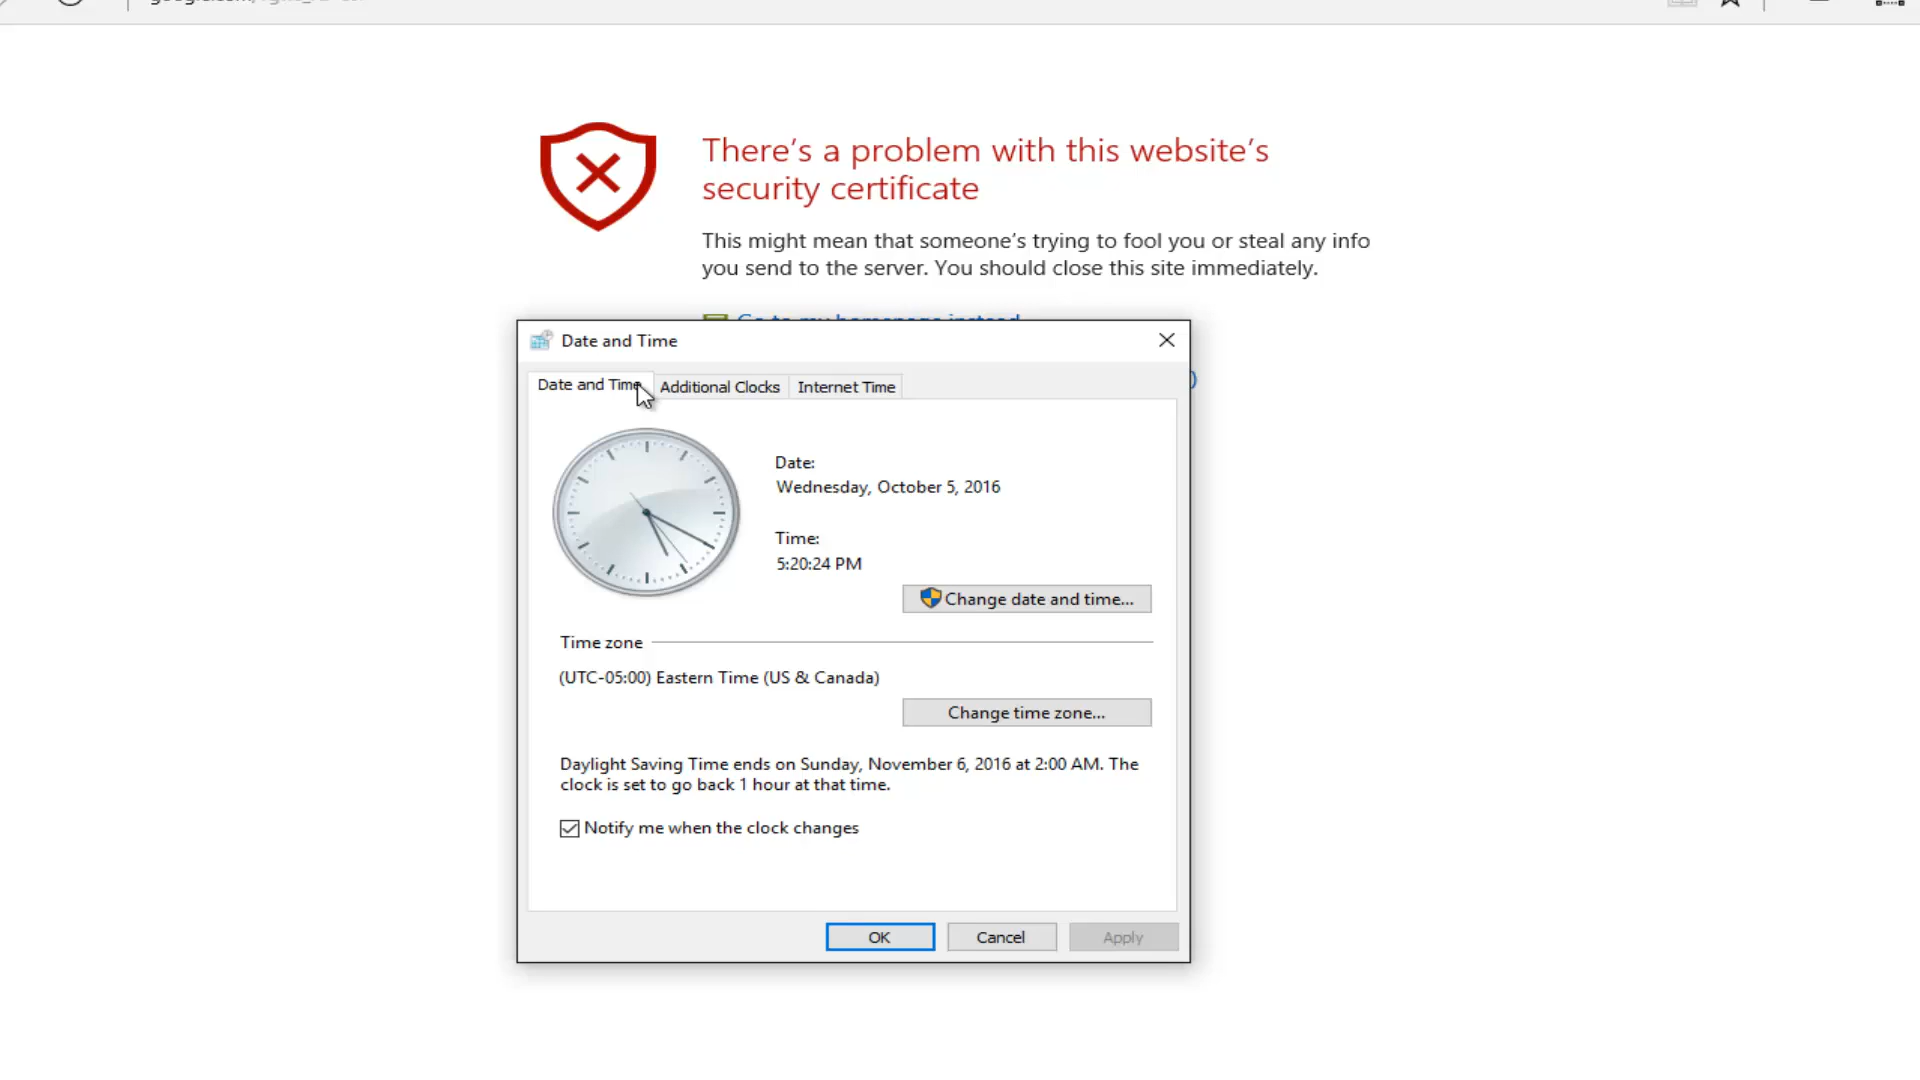 There's a problem with this website's
security certificate
This might mean that someone's trying to fool you or steal any info
you send to the server. You should close this site immediately.
Go to my homepage instead
Date and Time
Date and Time Additional Clocks Internet Time
Date:
Wednesday, October 5, 2016
Time:
5:20:24 PM
Change date and time...
Time zone
(UTC-05:00) Eastern Time (US & Canada)
Change time zone...
Daylight Saving Time ends on Sunday, November 6, 2016 at 2:00 AM. The
clock is set to go back 1 hour at that time.
Notify me when the clock changes
OK Cancel Apply